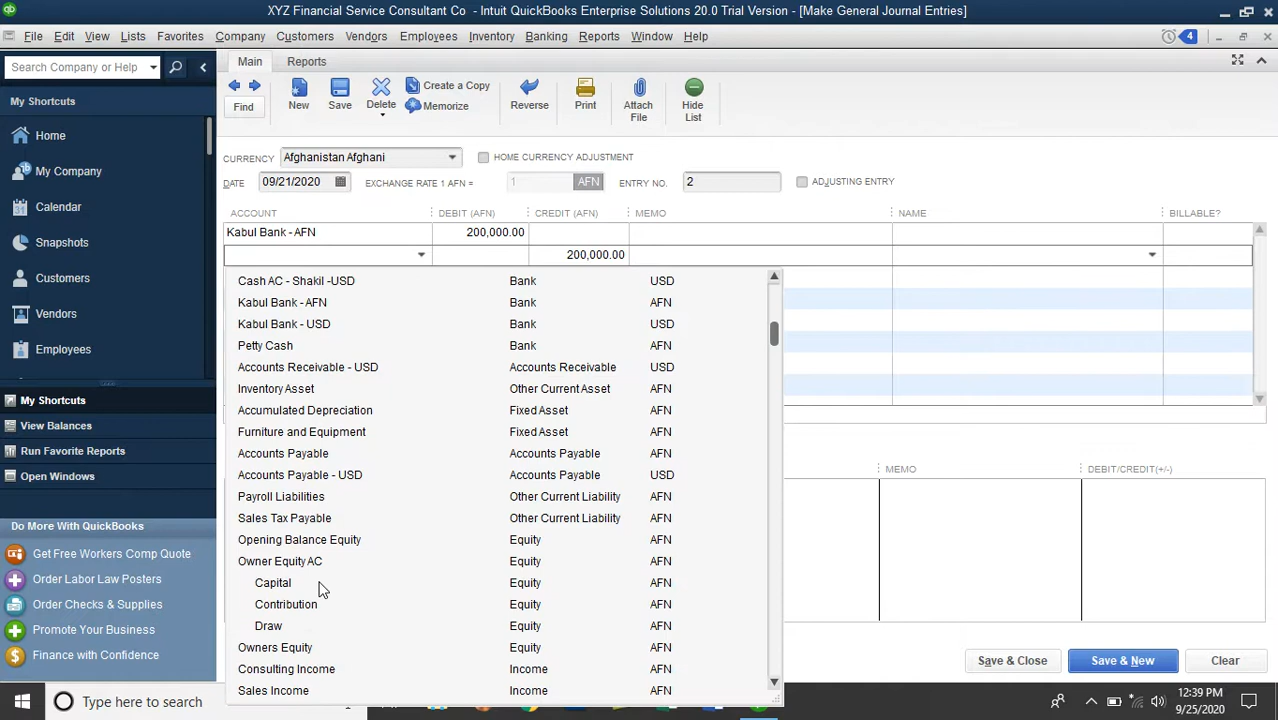 XYZ Financial Service Consultant Co - Intuit QuickBooks Enterprise Solutions 20.0 Trial Version - [Make General Journal Entries]
File Edit View Lists Favorites Company Customers Vendors Employees Inventory Banking Reports Window Help 4
Search Company or Help
My Shortcuts
Home
My Company
Calendar
Snapshots
Customers
Vendors
Employees
My Shortcuts
View Balances
Run Favorite Reports
Open Windows
Do More With QuickBooks
Get Free Workers Comp Quote
Order Labor Law Posters
Order Checks & Supplies
Promote Your Business
Finance with Confidence
Main Reports
Find New Save Delete Create a Copy Memorize Reverse Print Attach File Hide List
CURRENCY Afghanistan Afghani HOME CURRENCY ADJUSTMENT
DATE 09/21/2020 EXCHANGE RATE 1 AFN = 1 AFN ENTRY NO. 2 ADJUSTING ENTRY
ACCOUNT DEBIT (AFN) CREDIT (AFN) MEMO NAME BILLABLE?
Kabul Bank - AFN 200,000.00
200,000.00
Cash AC - Shakil -USD Bank USD
Kabul Bank - AFN Bank AFN
Kabul Bank - USD Bank USD
Petty Cash Bank AFN
Accounts Receivable - USD Accounts Receivable USD
Inventory Asset Other Current Asset AFN
Accumulated Depreciation Fixed Asset AFN
Furniture and Equipment Fixed Asset AFN
Accounts Payable Accounts Payable AFN
Accounts Payable - USD Accounts Payable USD
Payroll Liabilities Other Current Liability AFN
Sales Tax Payable Other Current Liability AFN
Opening Balance Equity Equity AFN
Owner Equity AC Equity AFN
Capital Equity AFN
Contribution Equity AFN
Draw Equity AFN
Owners Equity Equity AFN
Consulting Income Income AFN
Sales Income Income AFN
MEMO DEBIT/CREDIT(+/-)
Save & Close Save & New Clear
Type here to search
12:39 PM
9/25/2020